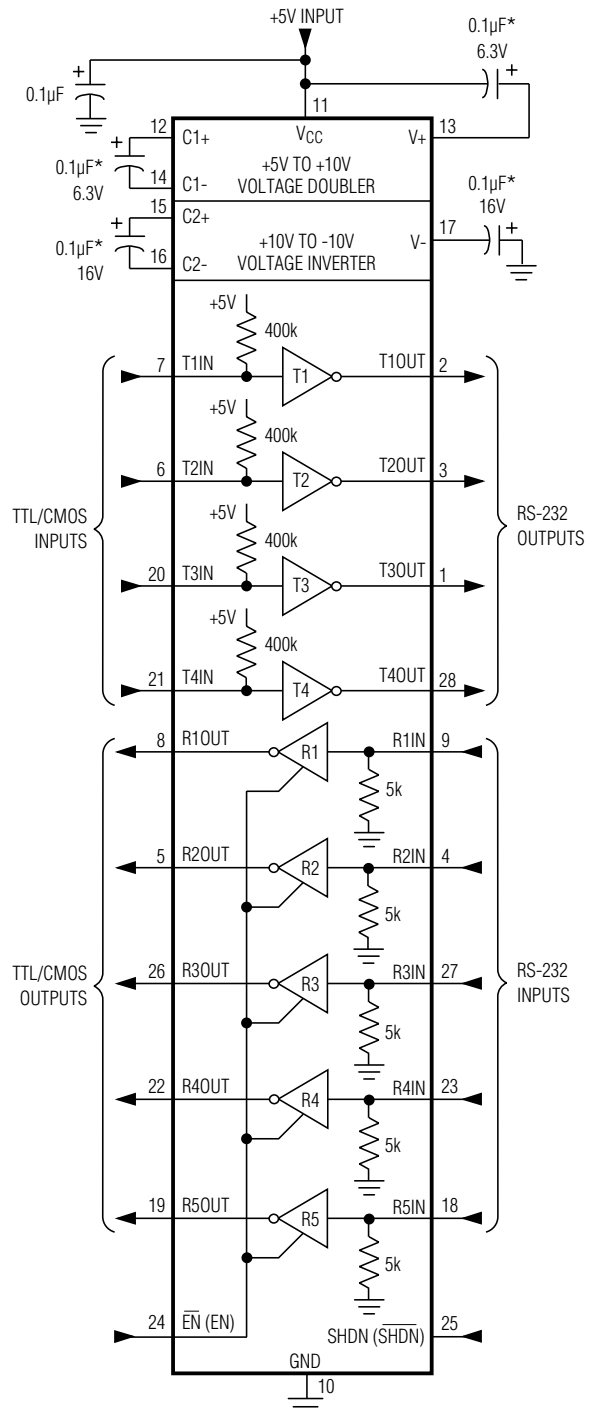 +5V INPUT
0.1µF*
6.3V
0.1µF
11
12
C1+
VCC
V+
13
0.1µF*
6.3V
14
C1-
+5V TO +10V
VOLTAGE DOUBLER
15
C2+
0.1µF*
16V
16
C2-
+10V TO -10V
VOLTAGE INVERTER
V-
17
0.1µF*
16V
+5V
400k
7
T1IN
T1
T1OUT
2
+5V
400k
6
T2IN
T2
T2OUT
3
TTL/CMOS
INPUTS
RS-232
OUTPUTS
+5V
400k
20
T3IN
T3
T3OUT
1
+5V
400k
21
T4IN
T4
T4OUT
28
8
R1OUT
R1
R1IN
9
5k
5
R2OUT
R2
R2IN
4
5k
TTL/CMOS
OUTPUTS
RS-232
INPUTS
26
R3OUT
R3
R3IN
27
5k
22
R4OUT
R4
R4IN
23
5k
19
R5OUT
R5
R5IN
18
5k
24
E̅N̅ (EN)
SHDN (S̅H̅D̅N̅)
25
GND
10